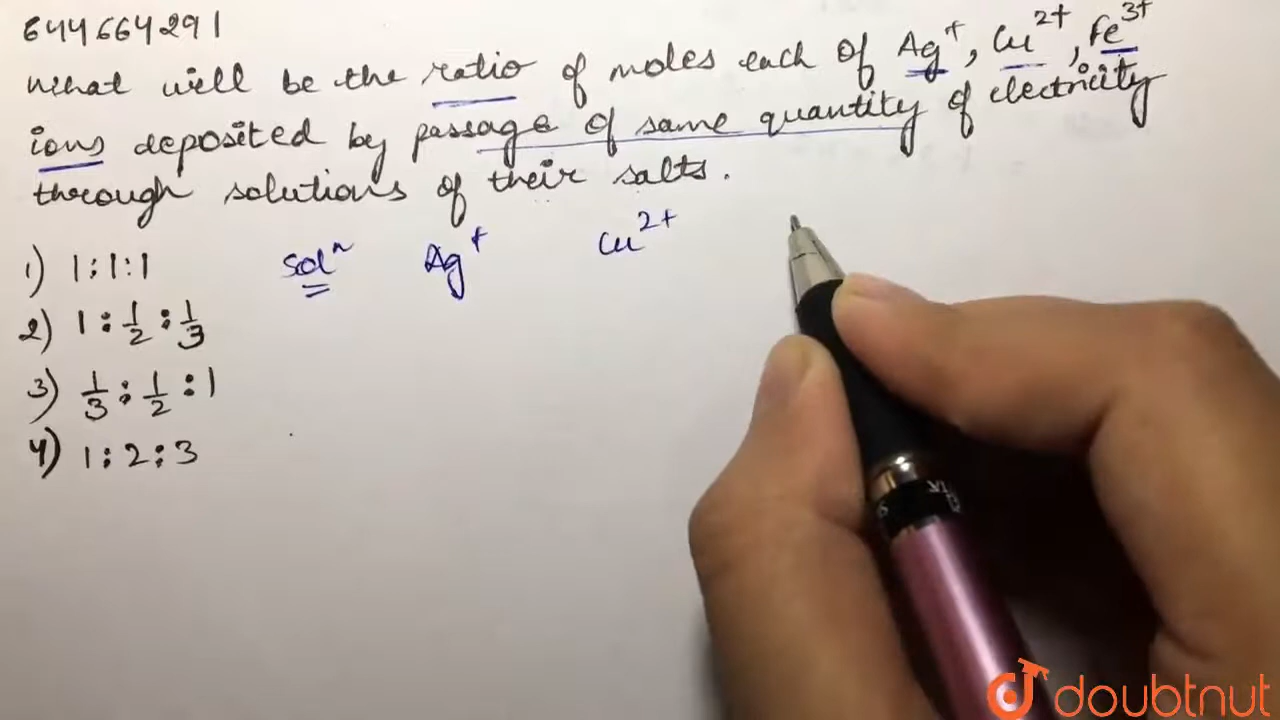 644664291
What will be the ratio of moles each of Ag⁺, Cu²⁺, Fe³⁺
ions deposited by passage of same quantity of electricity
through solutions of their salts.
1) 1:1:1
2) 1:1/2:1/3
3) 1/3:1/2:1
4) 1:2:3
Solⁿ Ag⁺ Cu²⁺
doubtnut